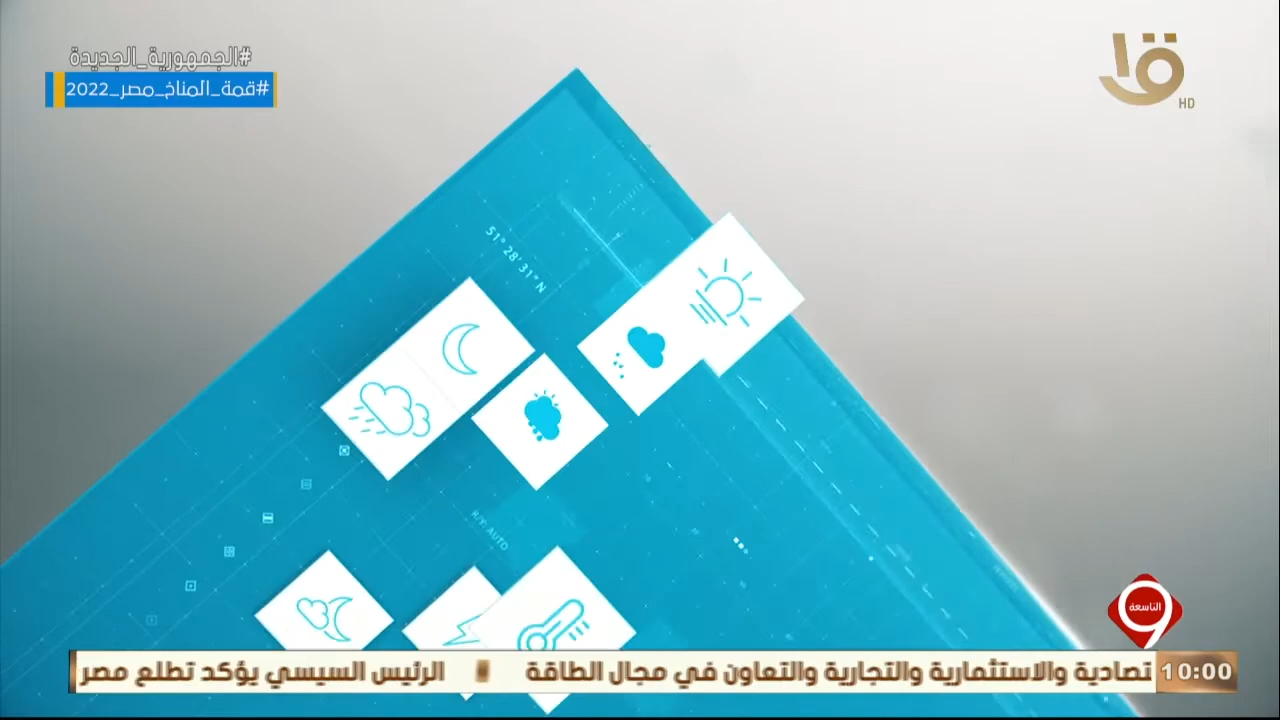 #الجمهورية_الجديدة
#قمة_المناخ_مصر_2022
HD
51° 28' 31" N
R/Y: AUTO
التاسعة
9
10:00
تصادية والاستثمارية والتجارية والتعاون في مجال الطاقة
الرئيس السيسي يؤكد تطلع مصر